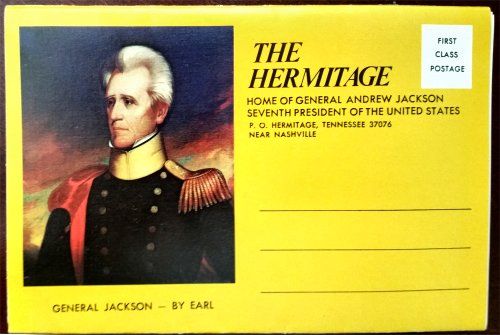 THE
HERMITAGE
HOME OF GENERAL ANDREW JACKSON
SEVENTH PRESIDENT OF THE UNITED STATES
P. O. HERMITAGE, TENNESSEE 37076
NEAR NASHVILLE
FIRST
CLASS
POSTAGE
GENERAL JACKSON — BY EARL